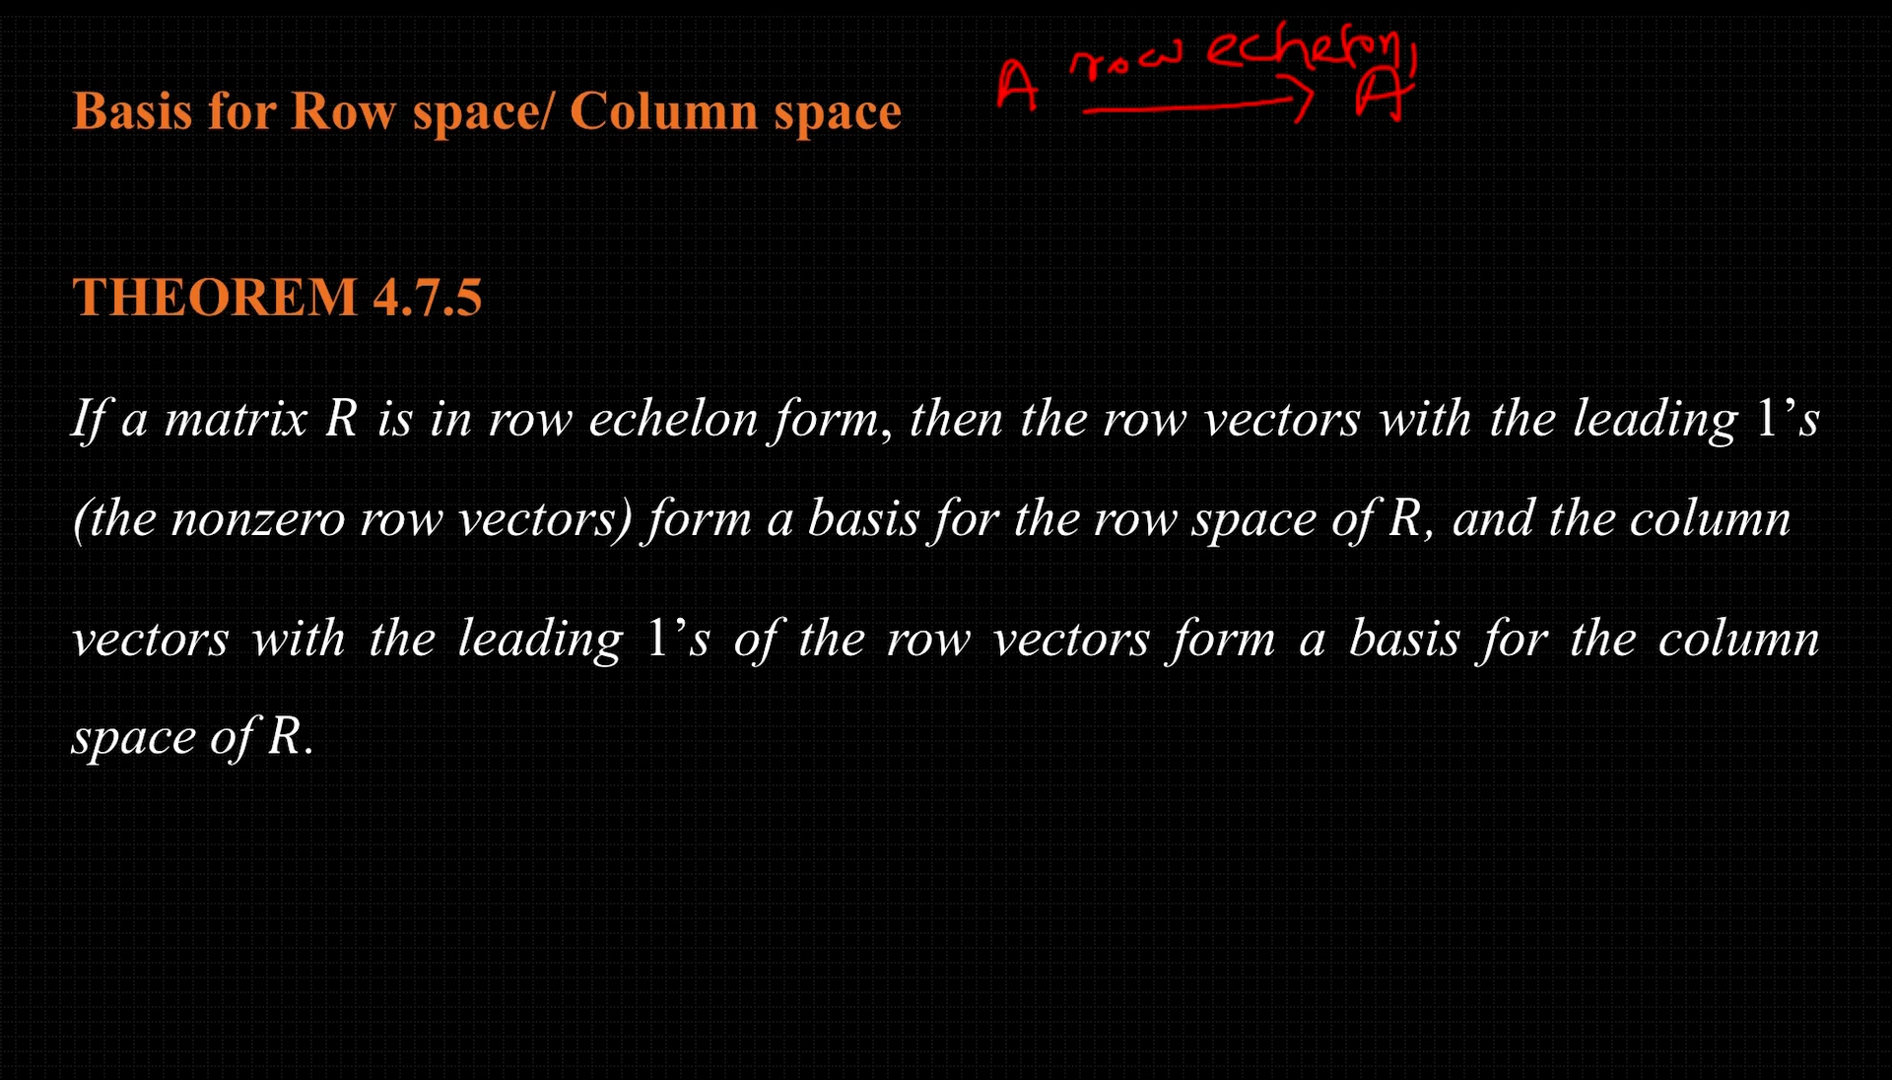 A row echelon, A'
Basis for Row space/ Column space
THEOREM 4.7.5
If a matrix R is in row echelon form, then the row vectors with the leading 1’s
(the nonzero row vectors) form a basis for the row space of R, and the column
vectors with the leading 1’s of the row vectors form a basis for the column
space of R.